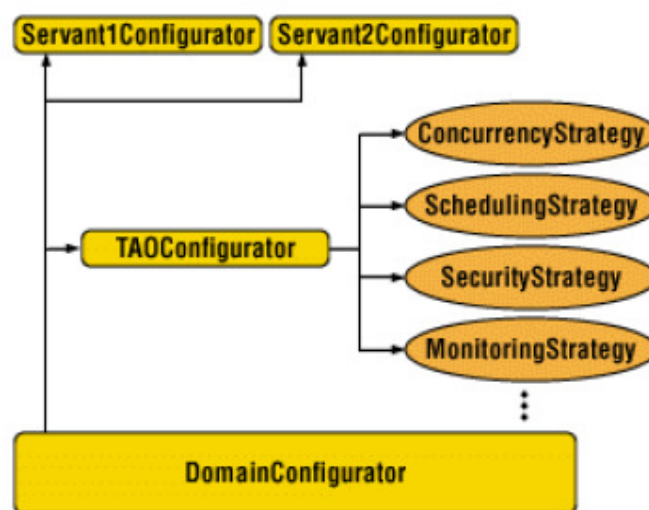 Servant1Configurator Servant2Configurator
ConcurrencyStrategy
SchedulingStrategy
TAOConfigurator
SecurityStrategy
MonitoringStrategy
DomainConfigurator